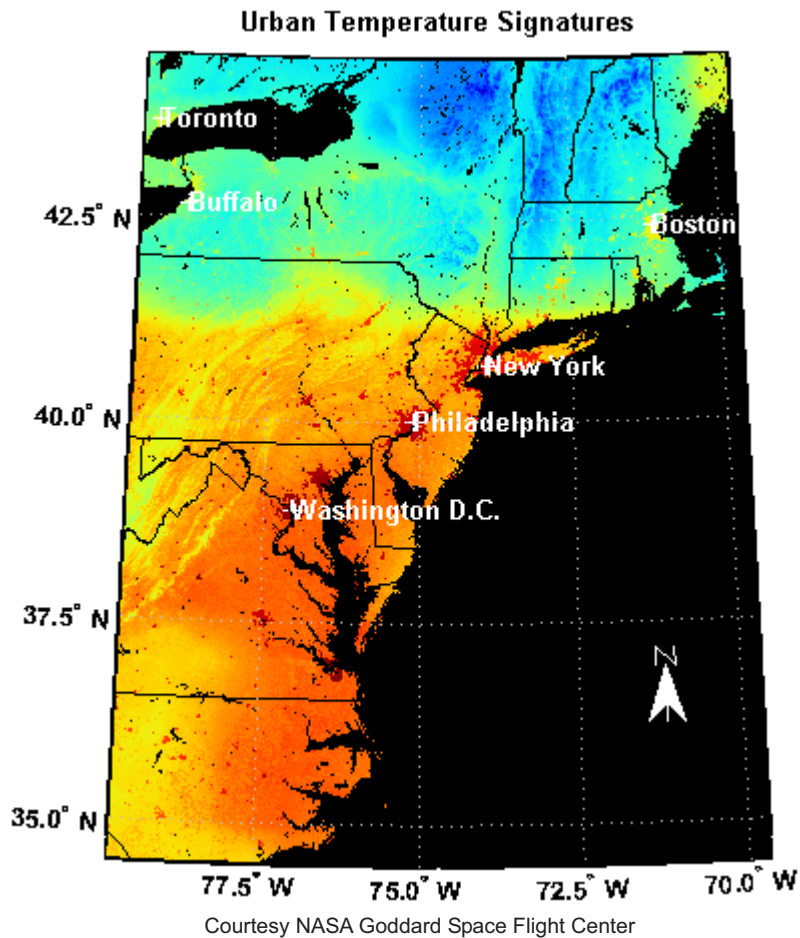 Urban Temperature Signatures
Toronto
Buffalo
42.5° N
Boston
New York
40.0° N
Philadelphia
Washington D.C.
37.5° N
N
35.0° N
77.5° W
75.0° W
72.5° W
70.0° W
Courtesy NASA Goddard Space Flight Center